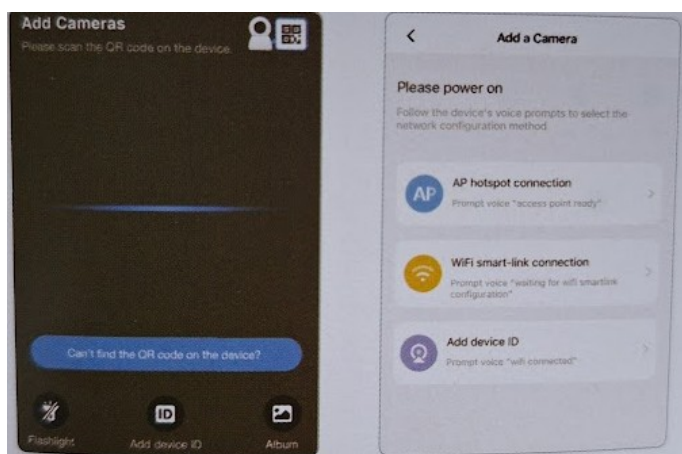 Add Cameras
Please scan the QR code on the device.
Can't find the QR code on the device?
ID
Flashlight
Add device ID
Album
Add a Camera
Please power on
Follow the device's voice prompts to select the
network configuration method
AP
AP hotspot connection
Prompt voice "access point ready"
WiFi smart-link connection
Prompt voice "waiting for wifi smartlink
configuration"
Add device ID
Prompt voice "wifi connected"